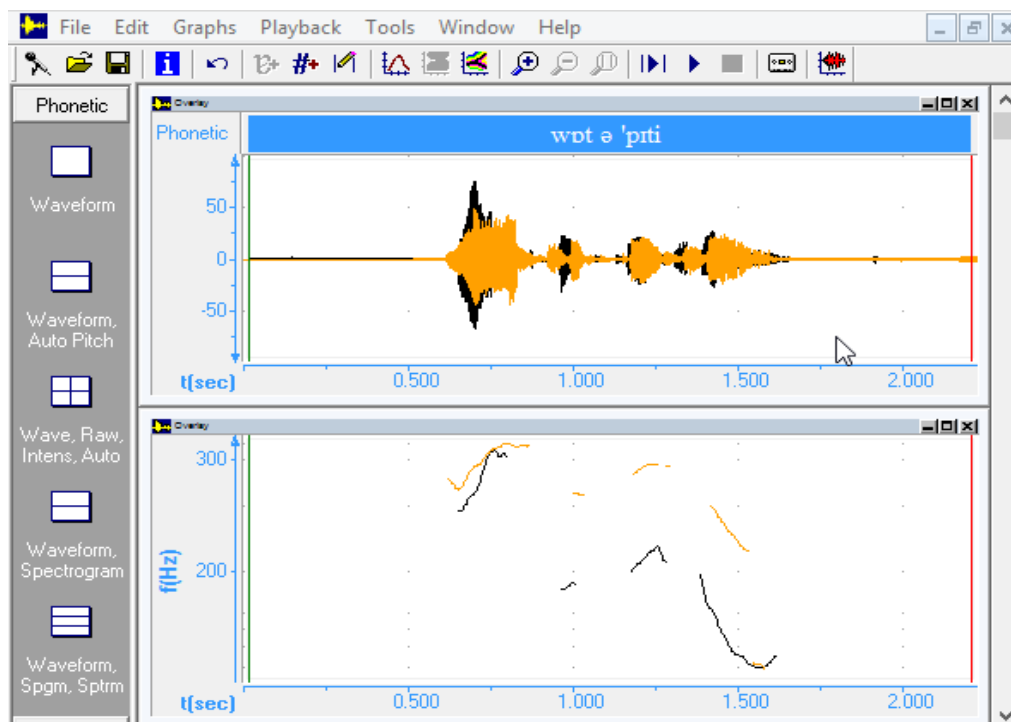 File Edit Graphs Playback Tools Window Help
Phonetic
Waveform
Waveform,
Auto Pitch
Wave, Raw,
Intens, Auto
Waveform,
Spectrogram
Waveform,
Spgm, Sptrm
Overlay
Phonetic
wɒt ə 'pɪti
50
0
-50
t(sec)
0.500 1.000 1.500 2.000
Overlay
300
200
f(Hz)
t(sec)
0.500 1.000 1.500 2.000